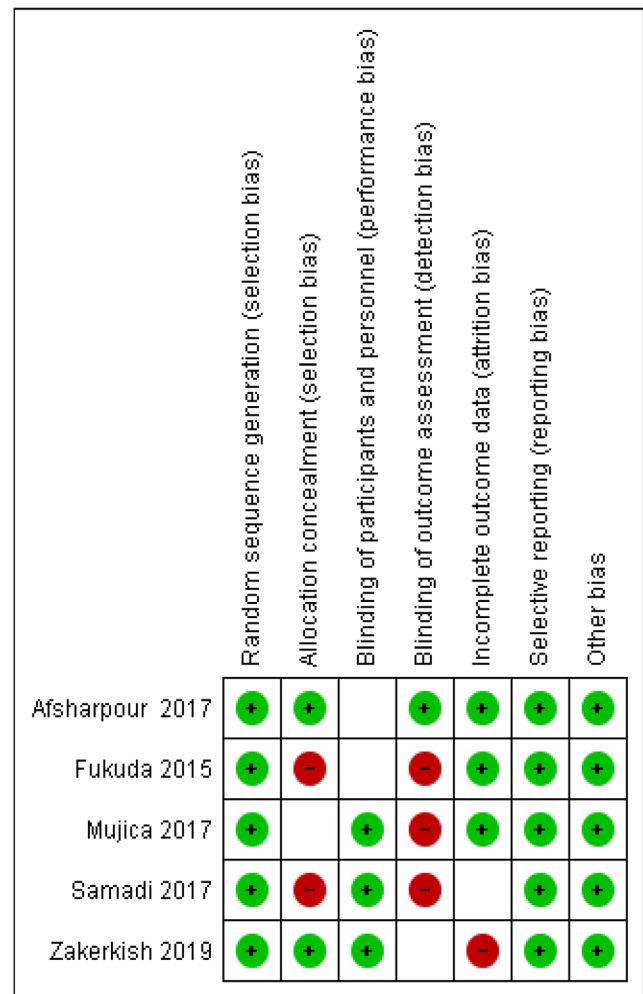 Random sequence generation (selection bias)
Allocation concealment (selection bias)
Blinding of participants and personnel (performance bias)
Blinding of outcome assessment (detection bias)
Incomplete outcome data (attrition bias)
Selective reporting (reporting bias)
Other bias
Afsharpour 2017 + + + + + +
Fukuda 2015 + - - + + +
Mujica 2017 + + - + + +
Samadi 2017 + - + - + +
Zakerkish 2019 + + + - + +